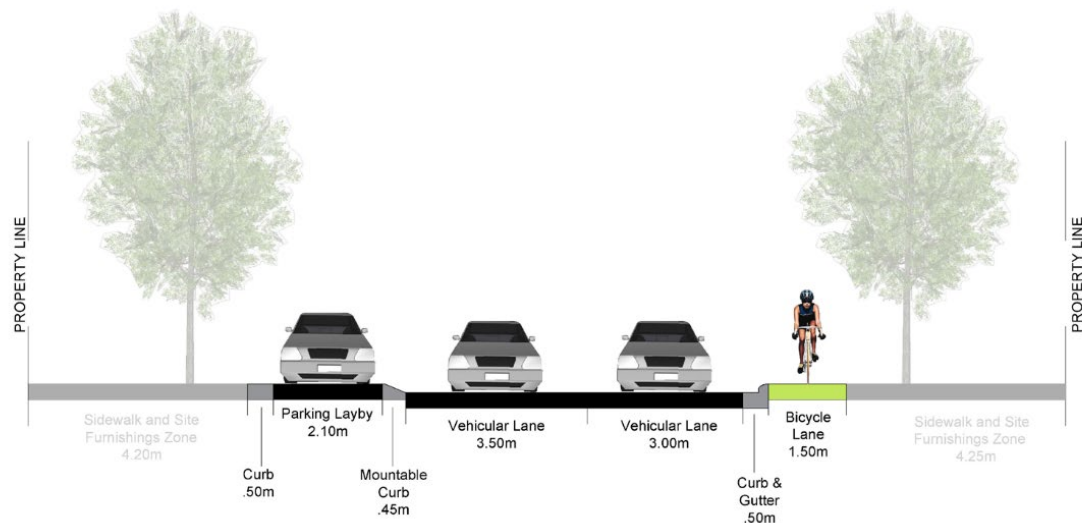 PROPERTY LINE
Sidewalk and Site
Furnishings Zone
4.20m
Curb
.50m
Parking Layby
2.10m
Mountable
Curb
.45m
Vehicular Lane
3.50m
Vehicular Lane
3.00m
Curb &
Gutter
.50m
Bicycle
Lane
1.50m
Sidewalk and Site
Furnishings Zone
4.25m
PROPERTY LINE